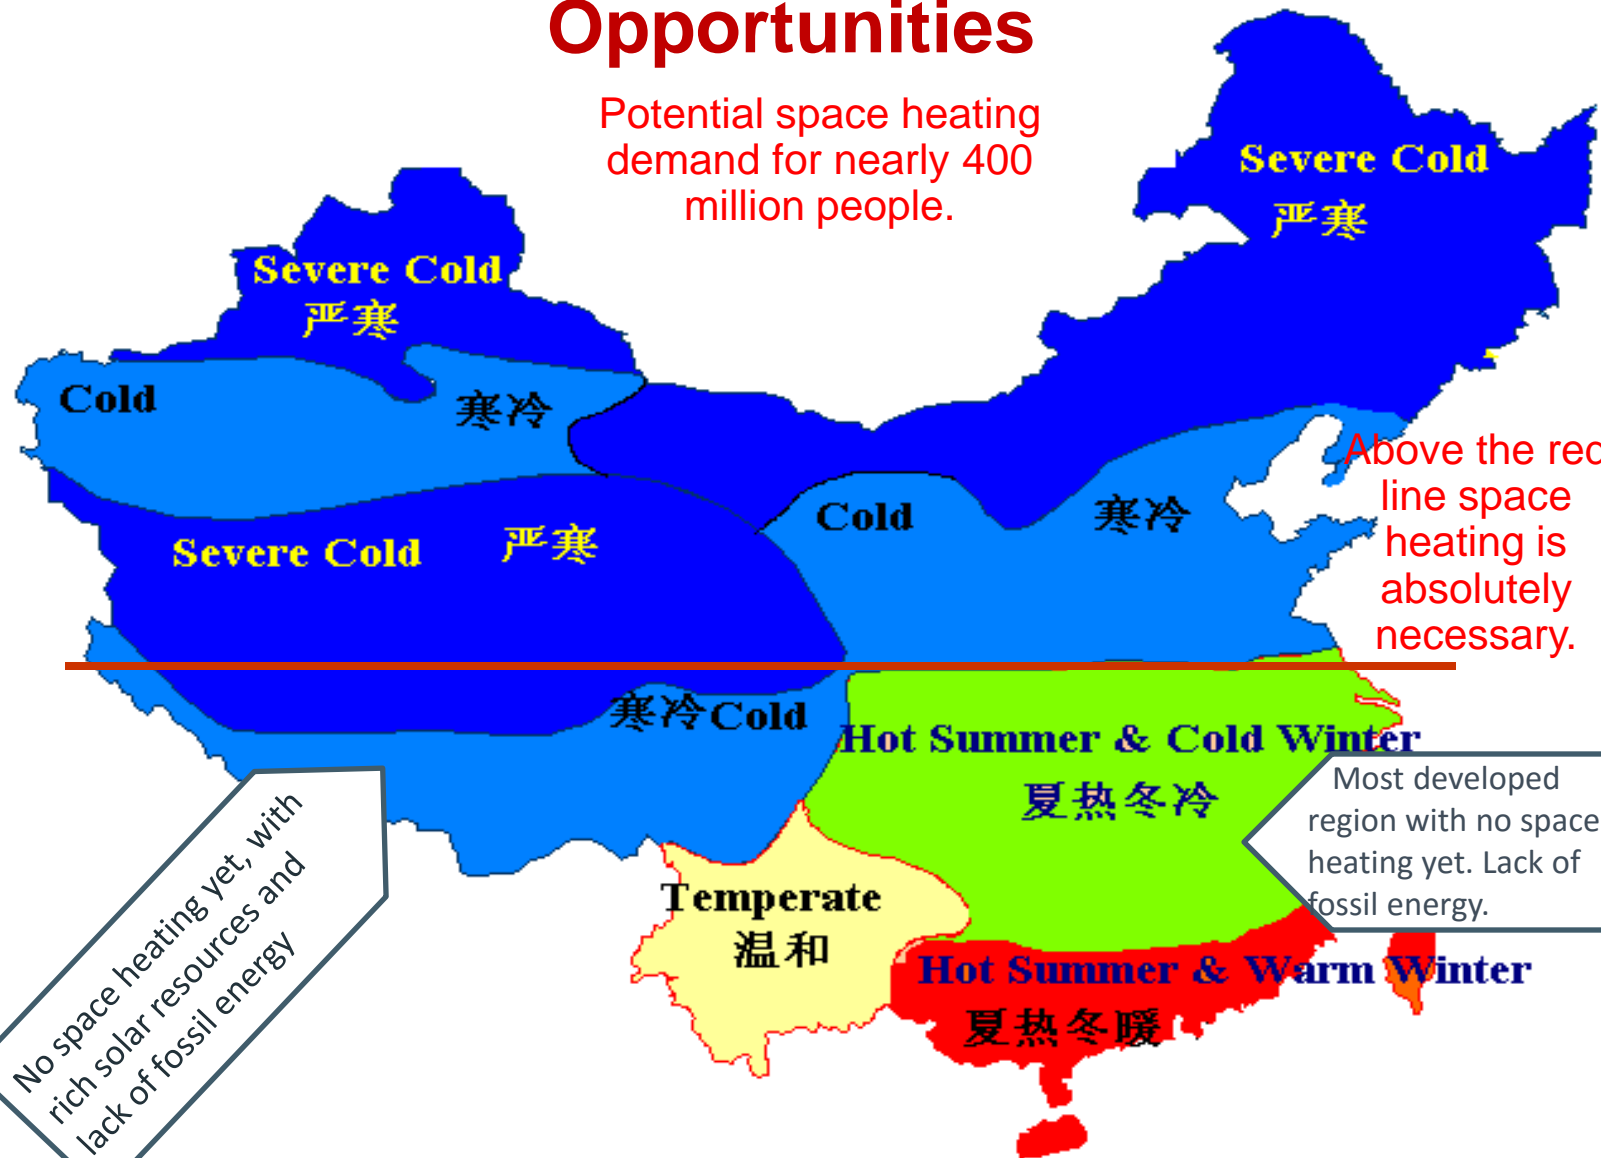 Opportunities
Potential space heating
demand for nearly 400
million people.
Severe Cold
严寒
Severe Cold
严寒
Cold
寒冷
Above the red
line space
heating is
absolutely
necessary.
Cold
寒冷
Severe Cold
严寒
寒冷 Cold
Hot Summer & Cold Winter
夏热冬冷
Most developed
region with no space
heating yet. Lack of
fossil energy.
No space heating yet, with
rich solar resources and
lack of fossil energy
Temperate
温和
Hot Summer & Warm Winter
夏热冬暖